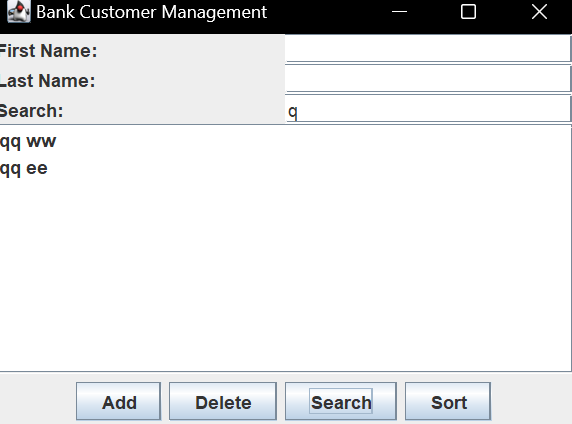 Bank Customer Management
First Name:
Last Name:
Search: q
qq ww
qq ee
Add Delete Search Sort